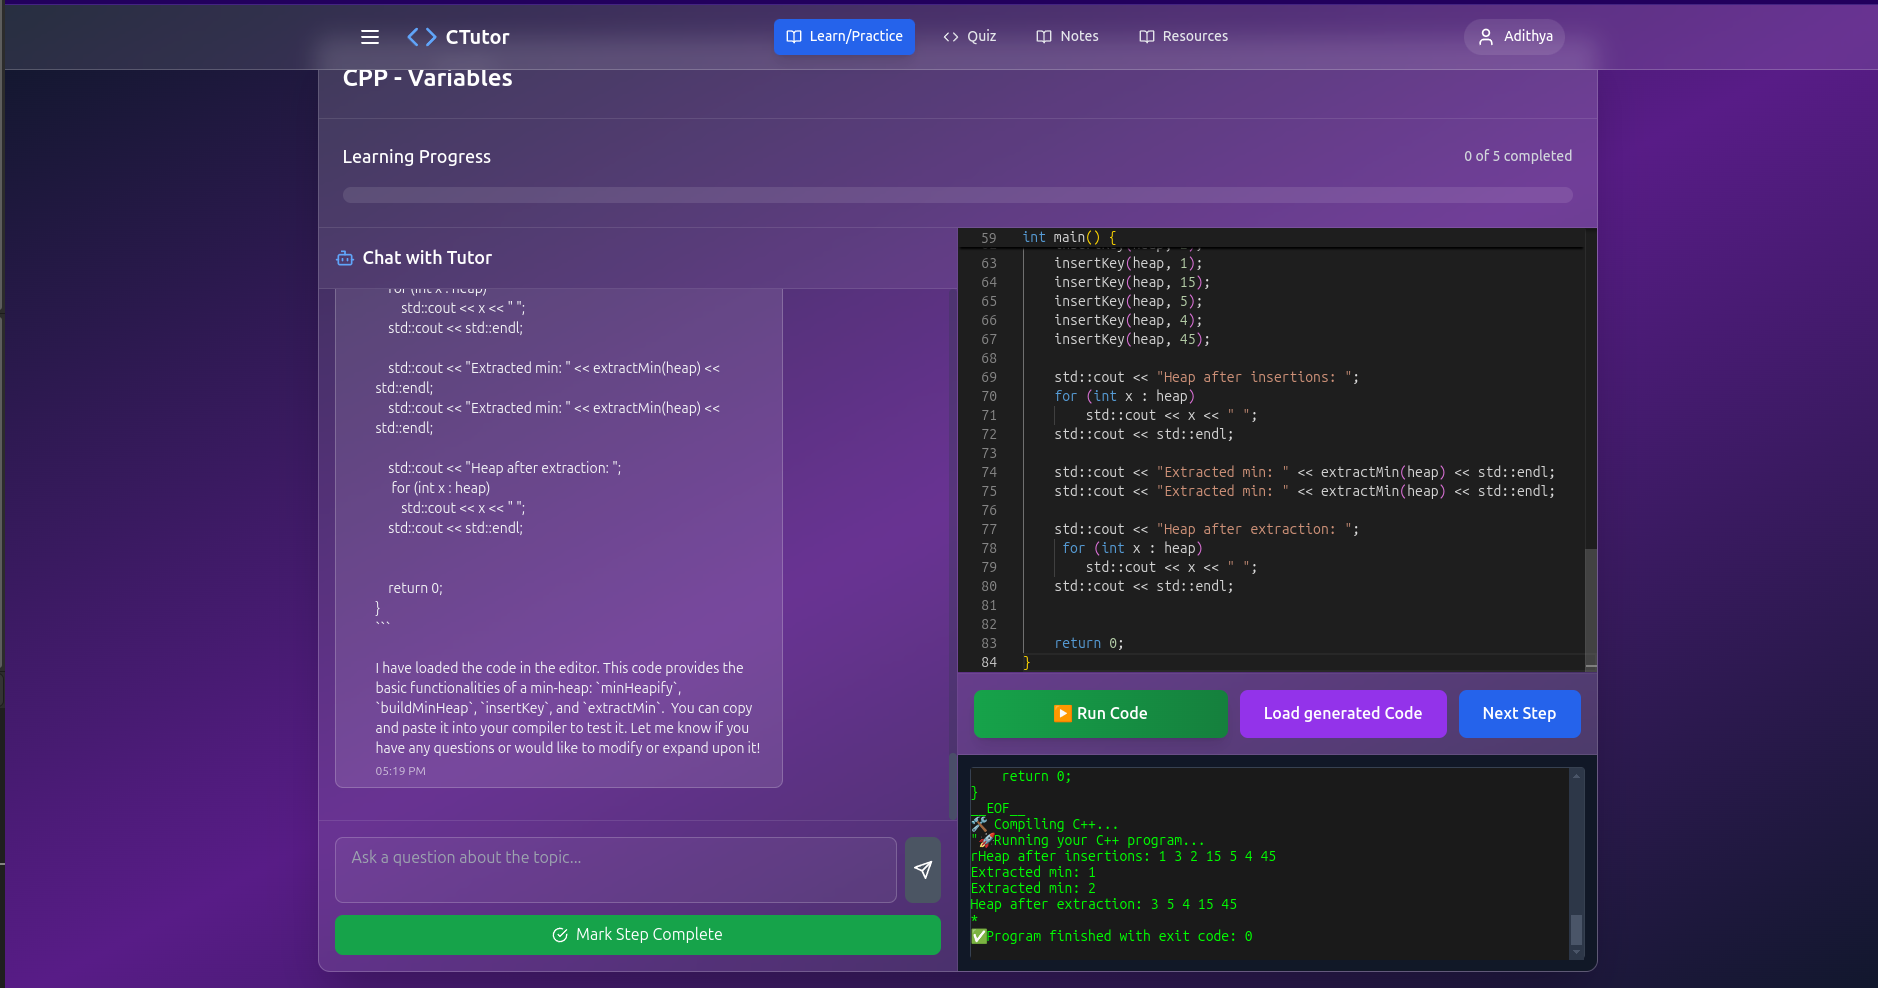 CTutor
Learn/Practice
Quiz
Notes
Resources
Adithya
CPP - Variables
Learning Progress
0 of 5 completed
Chat with Tutor
for (int x : heap)
std::cout << x << " ";
std::cout << std::endl;
std::cout << "Extracted min: " << extractMin(heap) <<
std::endl;
std::cout << "Extracted min: " << extractMin(heap) <<
std::endl;
std::cout << "Heap after extraction: ";
for (int x : heap)
std::cout << x << " ";
std::cout << std::endl;
return 0;
}
```
I have loaded the code in the editor. This code provides the
basic functionalities of a min-heap: `minHeapify`,
`buildMinHeap`, `insertKey`, and `extractMin`.  You can copy
and paste it into your compiler to test it. Let me know if you
have any questions or would like to modify or expand upon it!
05:19 PM
Ask a question about the topic...
Mark Step Complete
59 int main() {
63 insertKey(heap, 1);
64 insertKey(heap, 15);
65 insertKey(heap, 5);
66 insertKey(heap, 4);
67 insertKey(heap, 45);
68
69 std::cout << "Heap after insertions: ";
70 for (int x : heap)
71 std::cout << x << " ";
72 std::cout << std::endl;
73
74 std::cout << "Extracted min: " << extractMin(heap) << std::endl;
75 std::cout << "Extracted min: " << extractMin(heap) << std::endl;
76
77 std::cout << "Heap after extraction: ";
78 for (int x : heap)
79 std::cout << x << " ";
80 std::cout << std::endl;
81
82
83 return 0;
84 }
▶️ Run Code
Load generated Code
Next Step
return 0;
}
__EOF__
🛠️ Compiling C++...
"🚀Running your C++ program...
rHeap after insertions: 1 3 2 15 5 4 45
Extracted min: 1
Extracted min: 2
Heap after extraction: 3 5 4 15 45
*
✅Program finished with exit code: 0